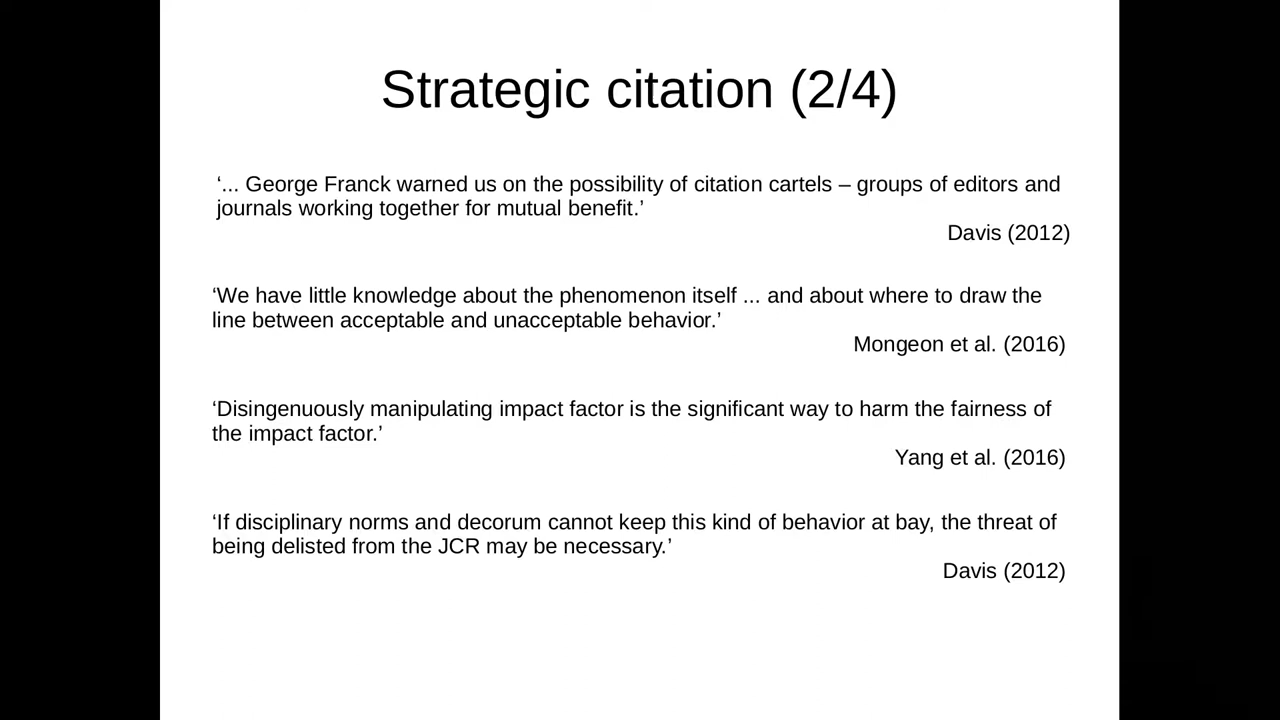 Strategic citation (2/4)
‘... George Franck warned us on the possibility of citation cartels – groups of editors and
journals working together for mutual benefit.’
Davis (2012)
‘We have little knowledge about the phenomenon itself ... and about where to draw the
line between acceptable and unacceptable behavior.’
Mongeon et al. (2016)
‘Disingenuously manipulating impact factor is the significant way to harm the fairness of
the impact factor.’
Yang et al. (2016)
‘If disciplinary norms and decorum cannot keep this kind of behavior at bay, the threat of
being delisted from the JCR may be necessary.’
Davis (2012)